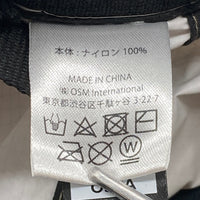 本体：ナイロン 100%
MADE IN CHINA
㈱ OSM International
東京都渋谷区千駄ヶ谷 3-22-7
W